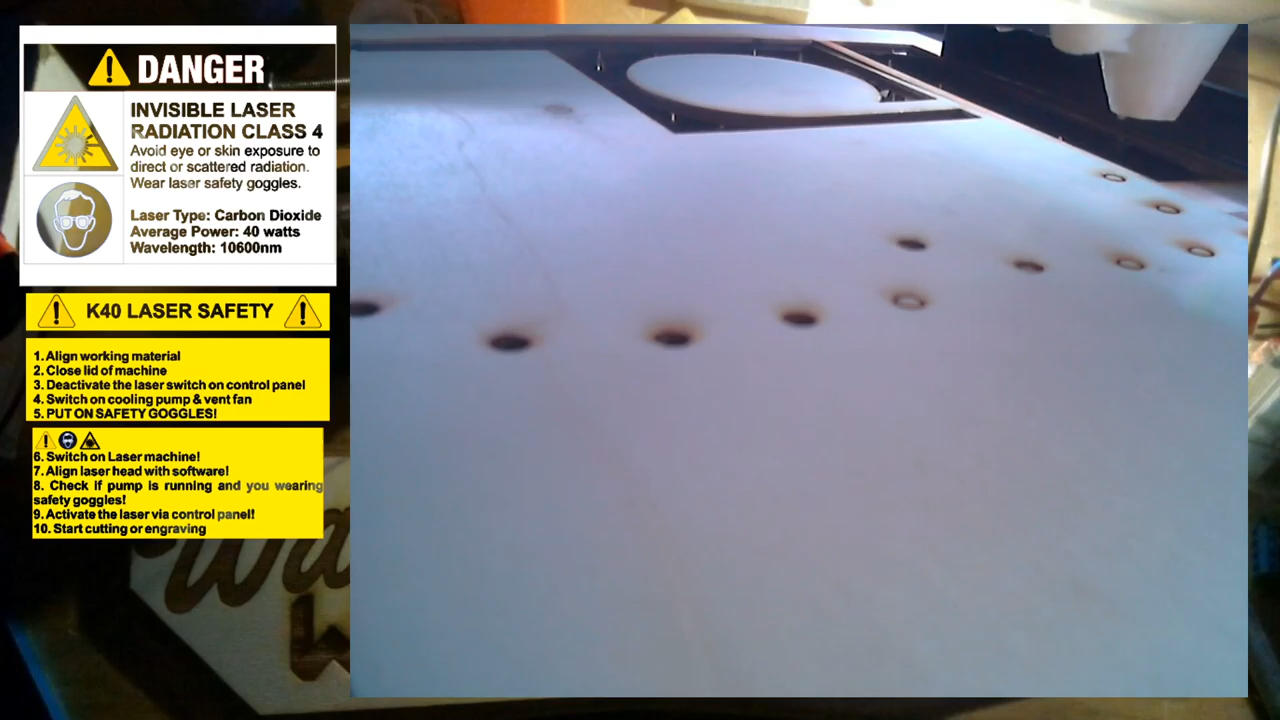 DANGER
INVISIBLE LASER
RADIATION CLASS 4
Avoid eye or skin exposure to
direct or scattered radiation.
Wear laser safety goggles.
Laser Type: Carbon Dioxide
Average Power: 40 watts
Wavelength: 10600nm
K40 LASER SAFETY
1. Align working material
2. Close lid of machine
3. Deactivate the laser switch on control panel
4. Switch on cooling pump & vent fan
5. PUT ON SAFETY GOGGLES!
6. Switch on Laser machine!
7. Align laser head with software!
8. Check if pump is running and you wearing
safety goggles!
9. Activate the laser via control panel!
10. Start cutting or engraving